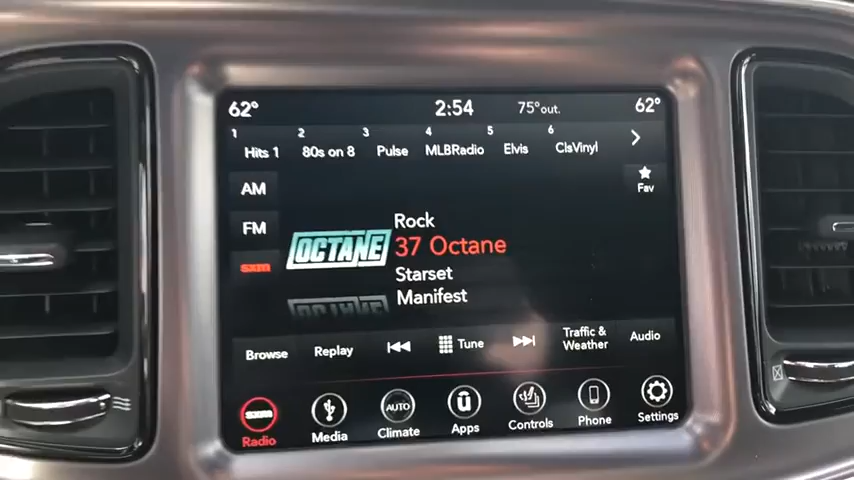 62° 2:54 75°out. 62°
1 2 3 4 5 6
Hits 1 80s on 8 Pulse MLBRadio Elvis ClsVinyl
Fav
AM
FM
sxm
OCTANE
Rock
37 Octane
Starset
Manifest
Browse Replay Tune Traffic & Weather Audio
AUTO
sxm
Radio Media Climate Apps Controls Phone Settings